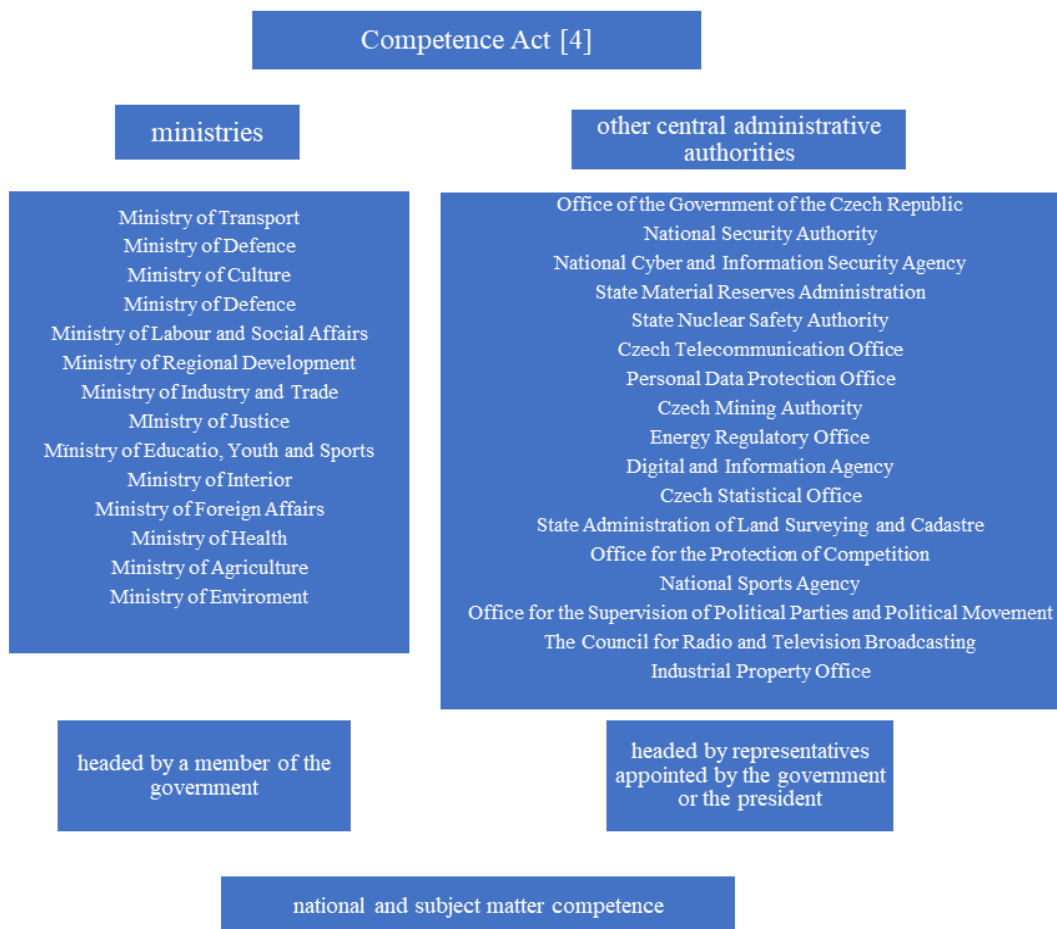 Competence Act [4]
ministries
other central administrative
authorities
Ministry of Transport
Ministry of Defence
Ministry of Culture
Ministry of Defence
Ministry of Labour and Social Affairs
Ministry of Regional Development
Ministry of Industry and Trade
MInistry of Justice
Mïnistry of Educatio, Youth and Sports
Ministry of Interior
Ministry of Foreign Affairs
Ministry of Health
Ministry of Agriculture
Ministry of Enviroment
Office of the Government of the Czech Republic
National Security Authority
National Cyber and Information Security Agency
State Material Reserves Administration
State Nuclear Safety Authority
Czech Telecommunication Office
Personal Data Protection Office
Czech Mining Authority
Energy Regulatory Office
Digital and Information Agency
Czech Statistical Office
State Administration of Land Surveying and Cadastre
Office for the Protection of Competition
National Sports Agency
Office for the Supervision of Political Parties and Political Movement
The Council for Radio and Television Broadcasting
Industrial Property Office
headed by a member of the
government
headed by representatives
appointed by the government
or the president
national and subject matter competence